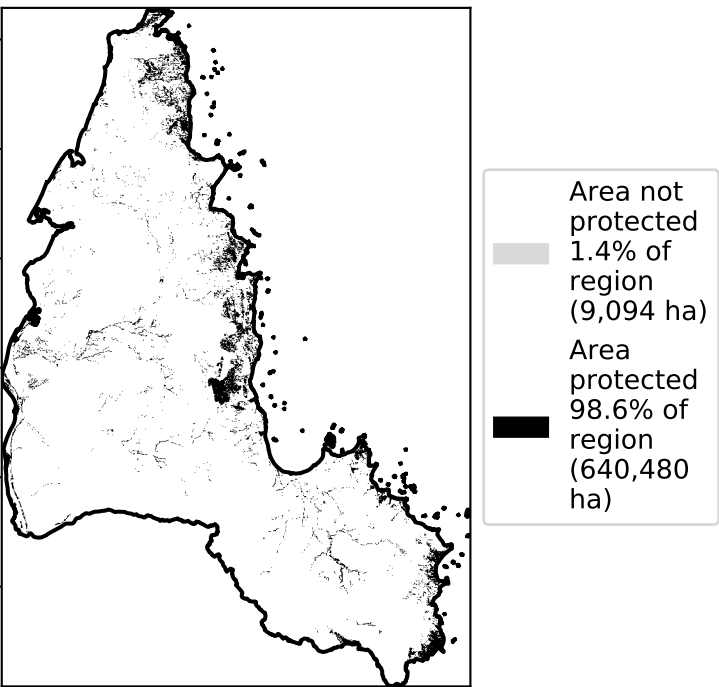 Area not
protected
1.4% of
region
(9,094 ha)
Area
protected
98.6% of
region
(640,480
ha)